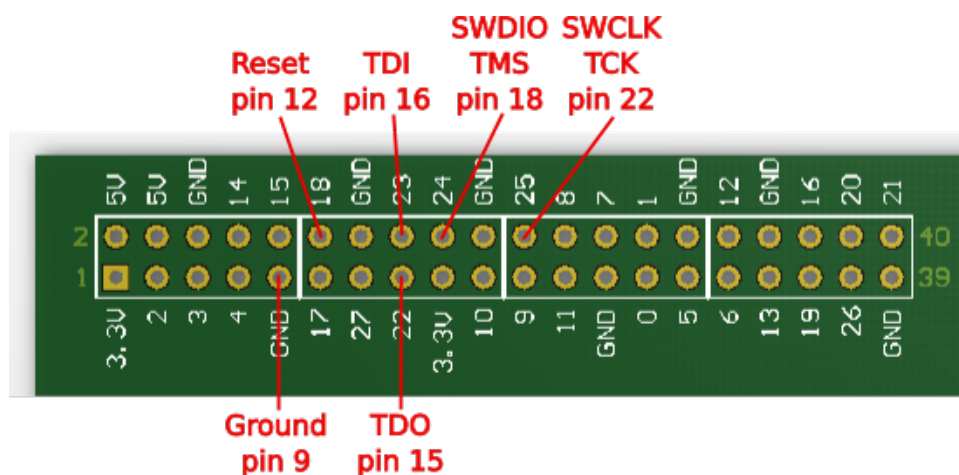 SWDIO SWCLK
Reset TDI TMS TCK
pin 12 pin 16 pin 18 pin 22
5V 5V GND 14 15 18 GND 23 24 GND 25 8 7 1 GND 12 GND 16 20 21
2 40
1 39
3.3V 2 3 4 GND 17 27 22 3.3V 10 9 11 GND 0 5 6 13 19 26 GND
Ground TDO
pin 9 pin 15